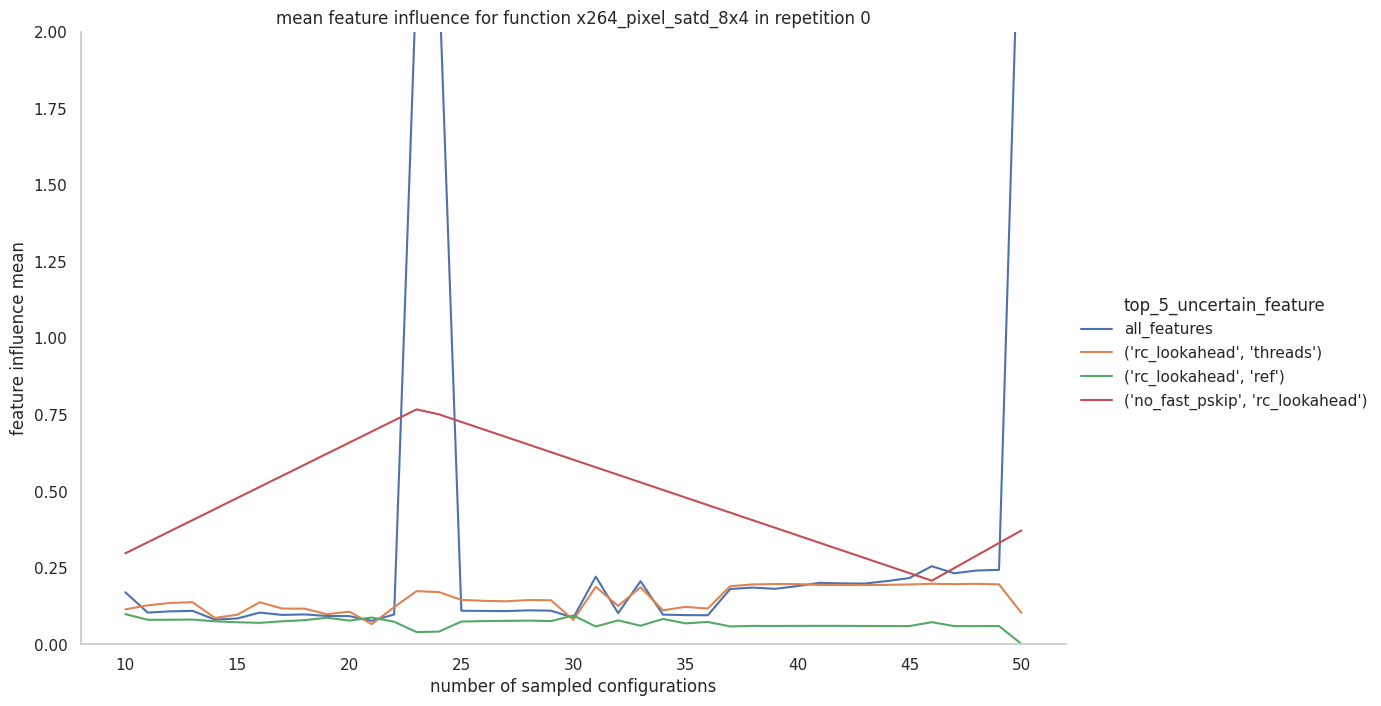 mean feature influence for function x264_pixel_satd_8x4 in repetition 0
2.00
1.75
1.50
1.25
1.00
0.75
0.50
0.25
0.00
feature influence mean
10 15 20 25 30 35 40 45 50
number of sampled configurations
top_5_uncertain_feature
all_features
('rc_lookahead', 'threads')
('rc_lookahead', 'ref')
('no_fast_pskip', 'rc_lookahead')